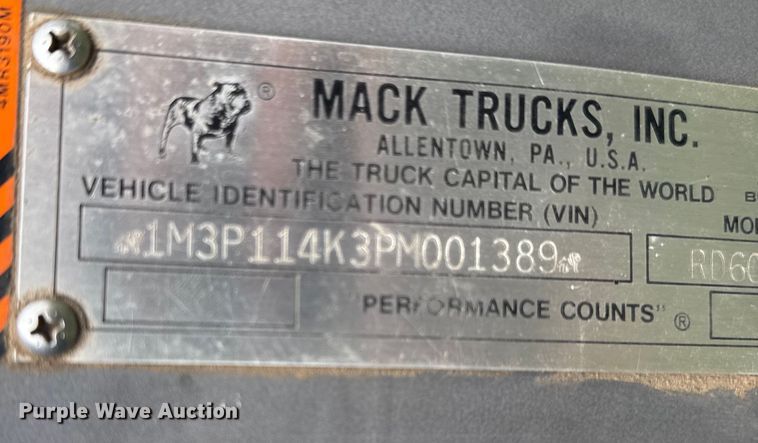 4MR3190M
® MACK TRUCKS, INC.
ALLENTOWN, PA., U.S.A.
THE TRUCK CAPITAL OF THE WORLD
VEHICLE IDENTIFICATION NUMBER (VIN)
1M3P114K3PM001389
RD60
PERFORMANCE COUNTS" ®
Purple Wave Auction